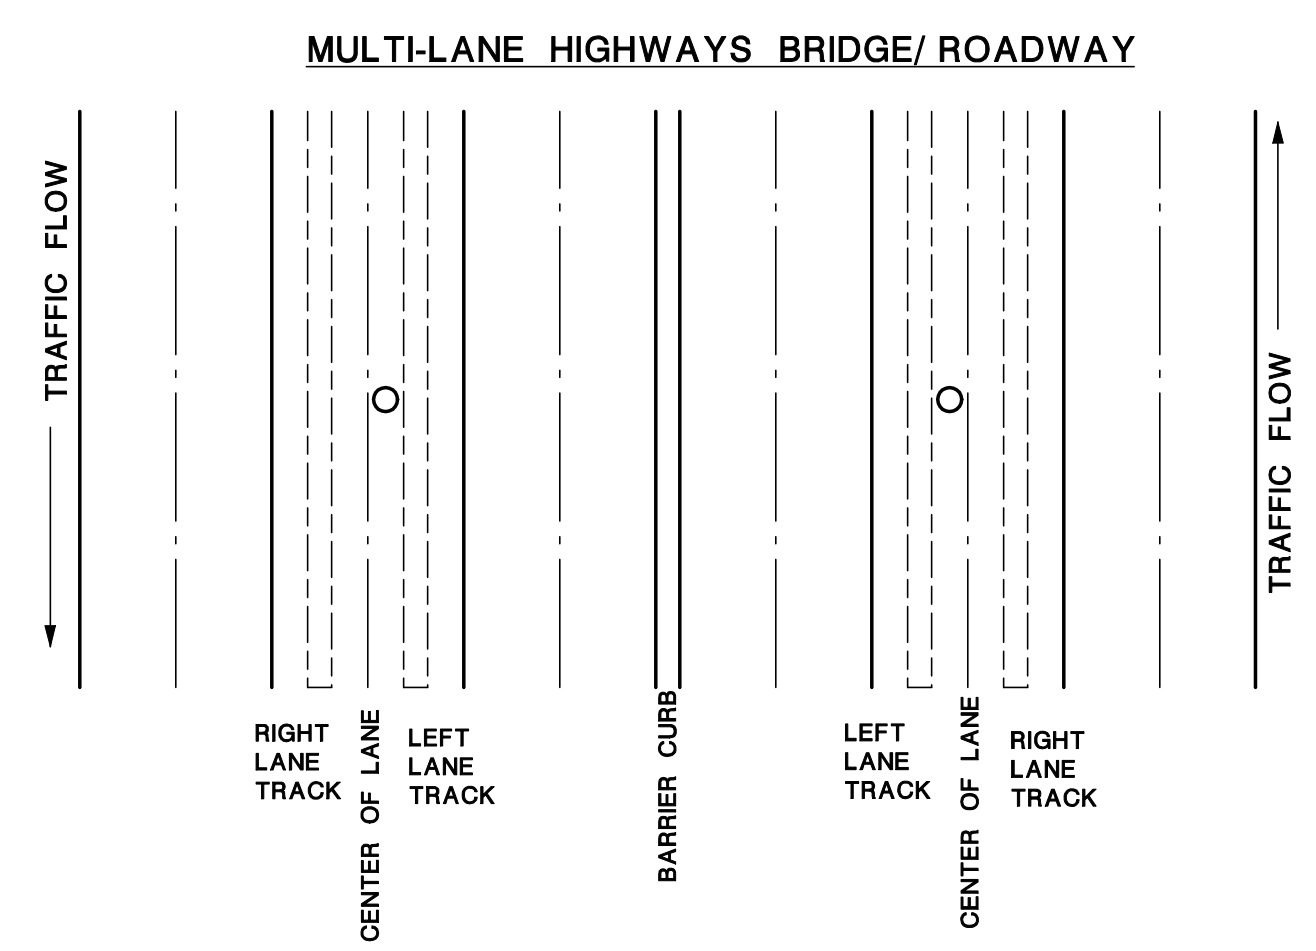 MULTI-LANE HIGHWAYS BRIDGE/ ROADWAY
TRAFFIC FLOW
TRAFFIC FLOW
RIGHT
LANE
TRACK
CENTER OF LANE
LEFT
LANE
TRACK
BARRIER CURB
LEFT
LANE
TRACK
CENTER OF LANE
RIGHT
LANE
TRACK